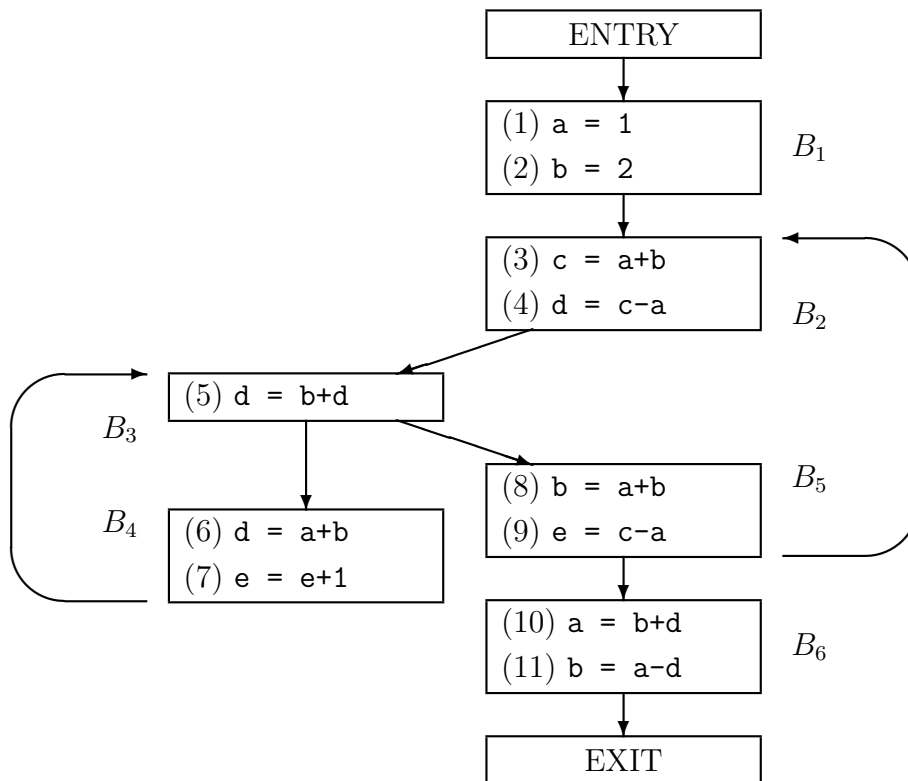 ENTRY
(1) a = 1
(2) b = 2
B₁
(3) c = a+b
(4) d = c-a
B₂
(5) d = b+d
B₃
(8) b = a+b
(9) e = c-a
B₅
(6) d = a+b
(7) e = e+1
B₄
(10) a = b+d
(11) b = a-d
B₆
EXIT